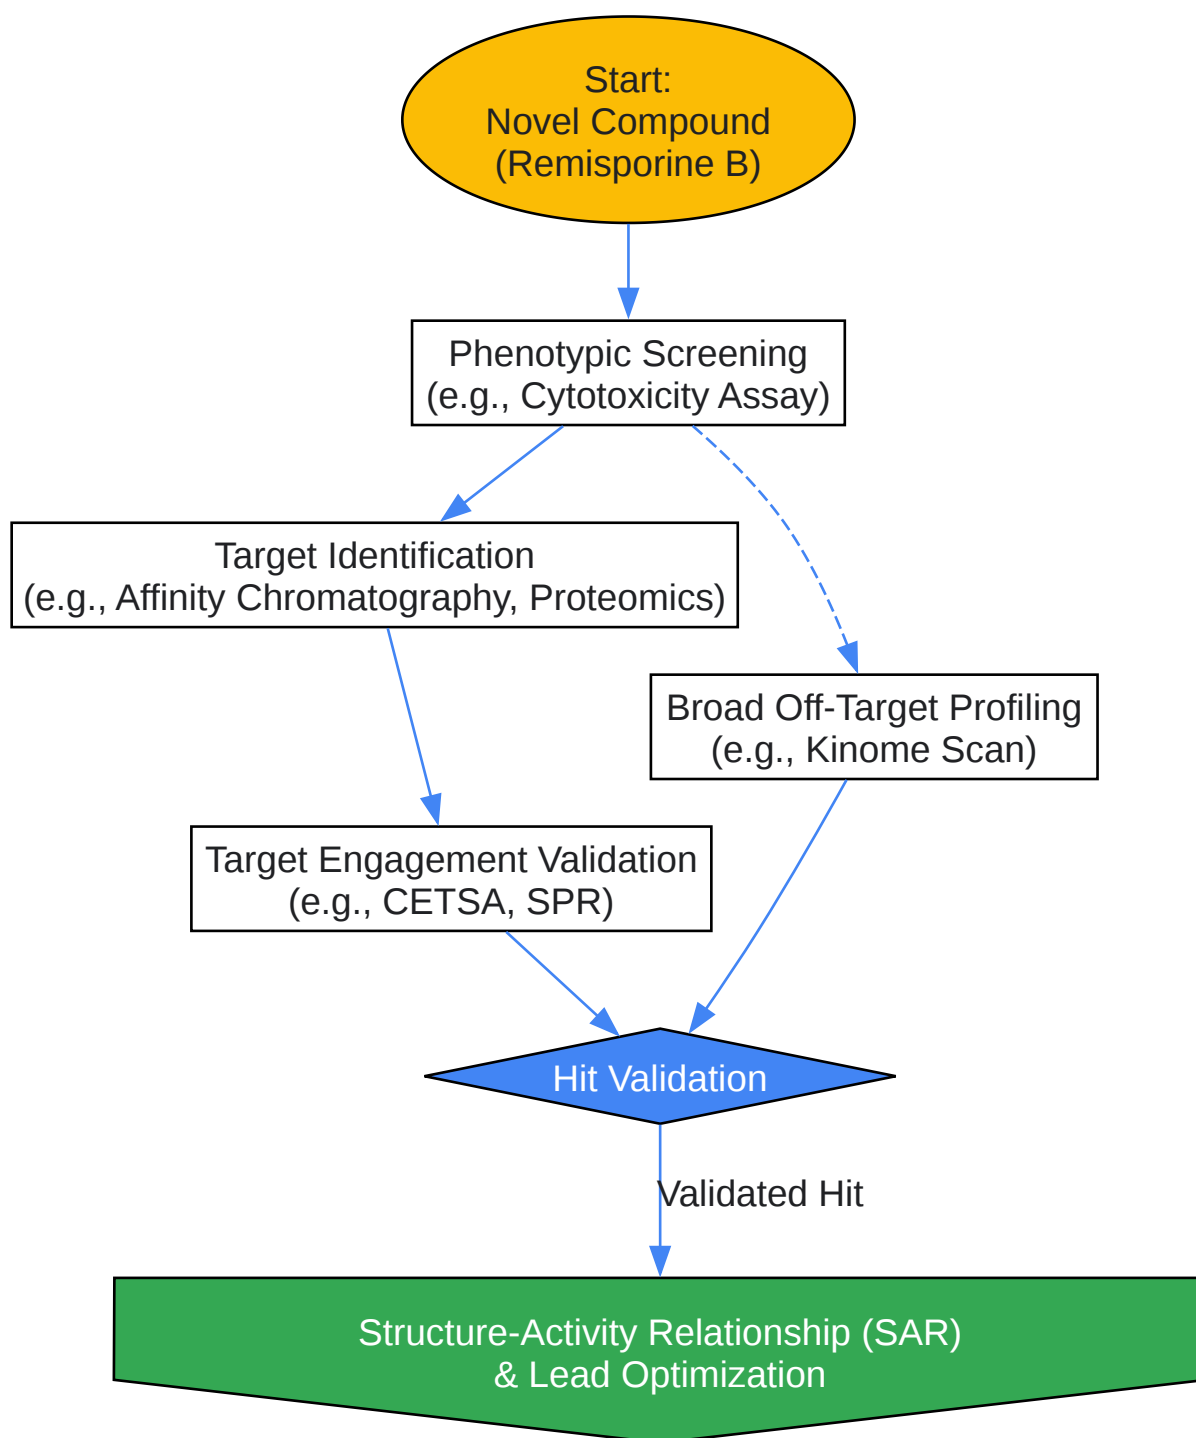 Start:
Novel Compound
(Remisporine B)
Phenotypic Screening
(e.g., Cytotoxicity Assay)
Target Identification
(e.g., Affinity Chromatography, Proteomics)
Broad Off-Target Profiling
(e.g., Kinome Scan)
Target Engagement Validation
(e.g., CETSA, SPR)
Hit Validation
Validated Hit
Structure-Activity Relationship (SAR)
& Lead Optimization